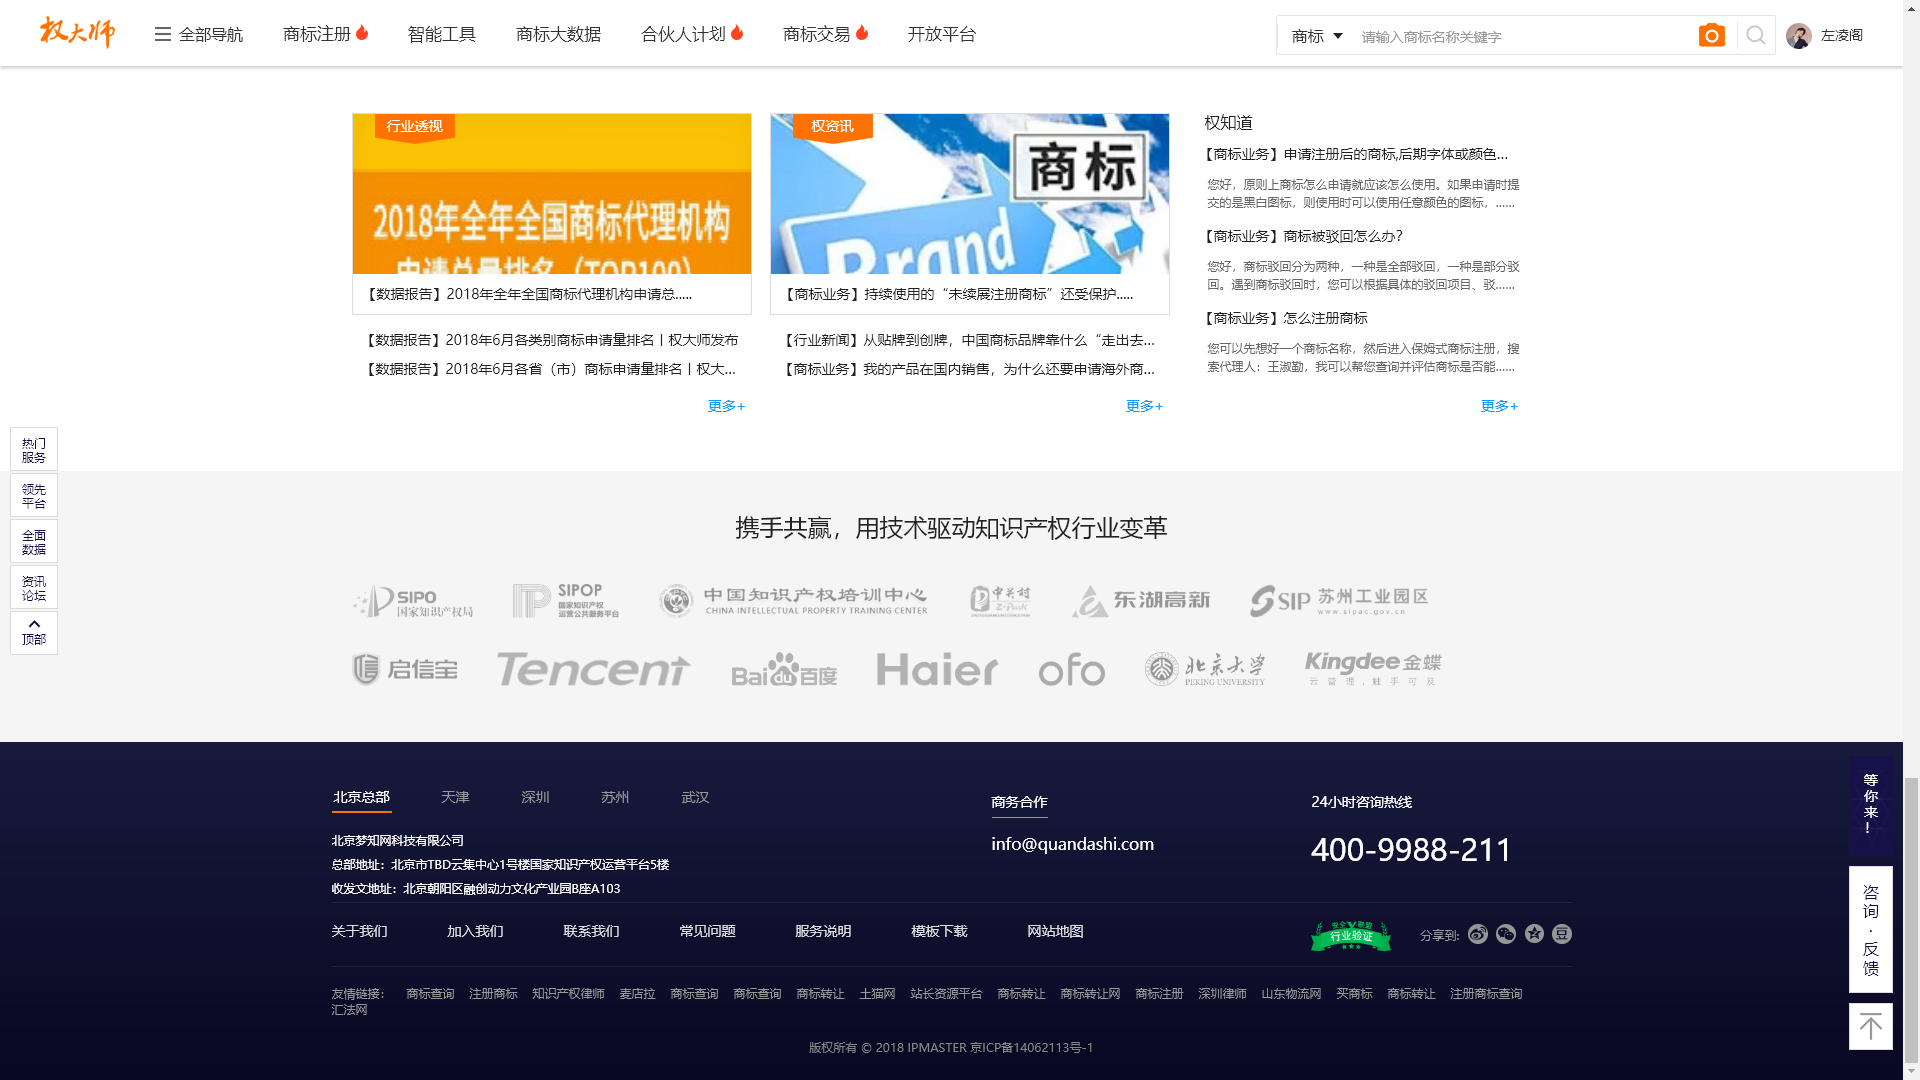 权大师
全部导航
商标注册
智能工具
商标大数据
合伙人计划
商标交易
开放平台
商标
请输入商标名称关键字
左凌阁
行业透视
2018年全年全国商标代理机构
申请总量排名（TOP100）
【数据报告】2018年全年全国商标代理机构申请总.....
【数据报告】2018年6月各类别商标申请量排名丨权大师发布
【数据报告】2018年6月各省（市）商标申请量排名丨权大...
更多+
权资讯
商标
Brand
【商标业务】持续使用的“未续展注册商标”还受保护.....
【行业新闻】从贴牌到创牌，中国商标品牌靠什么“走出去...
【商标业务】我的产品在国内销售，为什么还要申请海外商...
更多+
权知道
【商标业务】申请注册后的商标,后期字体或颜色...
您好，原则上商标怎么申请就应该怎么使用。如果申请时提
交的是黑白图标，则使用时可以使用任意颜色的图标，......
【商标业务】商标被驳回怎么办?
您好，商标驳回分为两种，一种是全部驳回，一种是部分驳
回。遇到商标驳回时，您可以根据具体的驳回项目、驳......
【商标业务】怎么注册商标
您可以先想好一个商标名称，然后进入保姆式商标注册，搜
索代理人：王淑勤，我可以帮您查询并评估商标是否能......
更多+
热门
服务
领先
平台
全面
数据
资讯
论坛
顶部
携手共赢，用技术驱动知识产权行业变革
SIPO
国家知识产权局
SIPOP
国家知识产权
运营公共服务平台
中国知识产权培训中心
CHINA INTELLECTUAL PROPERTY TRAINING CENTER
中关村
Z-Park
东湖高新
SIP 苏州工业园区
www.sipac.gov.cn
启信宝
Tencent
Baidu百度
Haier
ofo
北京大学
PEKING UNIVERSITY
Kingdee金蝶
云管理，触手可及
北京总部
天津
深圳
苏州
武汉
北京梦知网科技有限公司
总部地址：北京市TBD云集中心1号楼国家知识产权运营平台5楼
收发文地址：北京朝阳区融创动力文化产业园B座A103
商务合作
info@quandashi.com
24小时咨询热线
400-9988-211
关于我们
加入我们
联系我们
常见问题
服务说明
模板下载
网站地图
安全联盟
行业验证
分享到:
友情链接：
商标查询
注册商标
知识产权律师
麦店拉
商标查询
商标查询
商标转让
土猫网
站长资源平台
商标转让
商标转让网
商标注册
深圳律师
山东物流网
买商标
商标转让
注册商标查询
汇法网
版权所有 © 2018 IPMASTER 京ICP备14062113号-1
等你来！
咨询·反馈